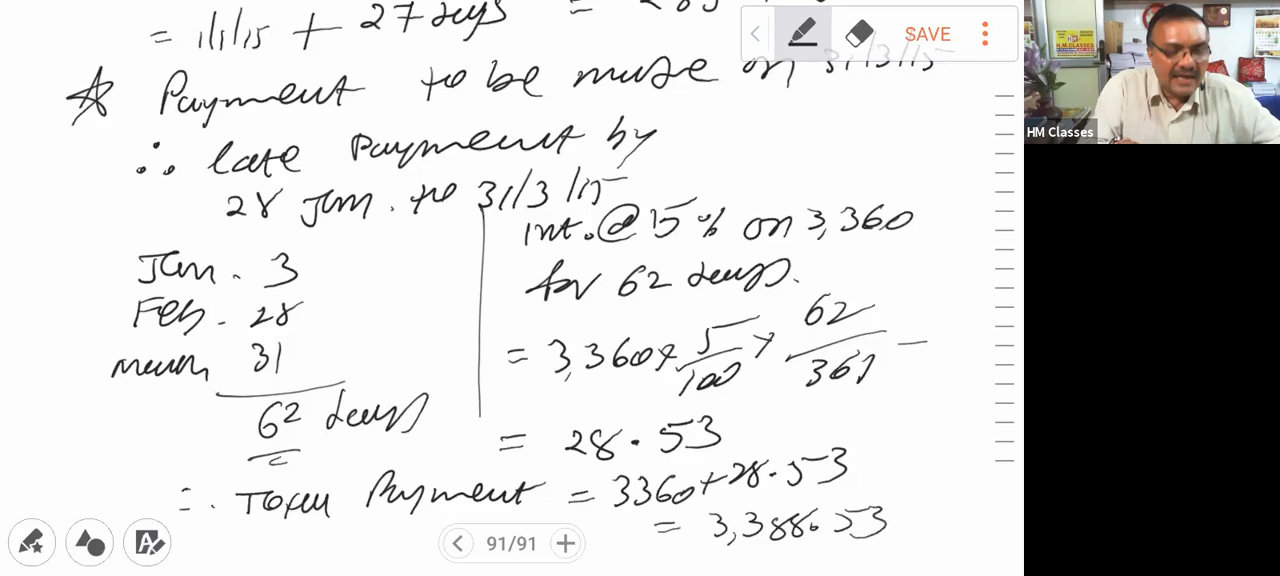 = 1/1/15 + 27 days =
SAVE
☆ Payment to be made on 31/3/15
∴ late Payment by
28 Jan. to 31/3/15
Jan. 3
Feb. 28
March 31
62 days
int. @ 5% on 3,360
for 62 days.
= 3,360 × 5/100 × 62/365 =
= 28.53
∴ Total Payment = 3360 + 28.53
= 3,388.53
91/91
H.M.CLASSES
HM Classes